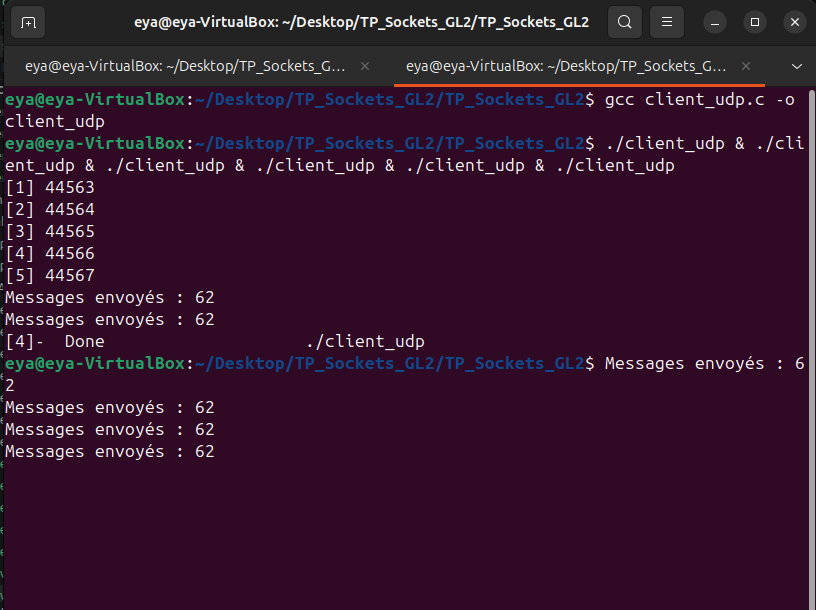 eya@eya-VirtualBox: ~/Desktop/TP_Sockets_GL2/TP_Sockets_GL2
eya@eya-VirtualBox: ~/Desktop/TP_Sockets_G… × eya@eya-VirtualBox: ~/Desktop/TP_Sockets_G… ×
eya@eya-VirtualBox:~/Desktop/TP_Sockets_GL2/TP_Sockets_GL2$ gcc client_udp.c -o
client_udp
eya@eya-VirtualBox:~/Desktop/TP_Sockets_GL2/TP_Sockets_GL2$ ./client_udp & ./cli
ent_udp & ./client_udp & ./client_udp & ./client_udp & ./client_udp
[1] 44563
[2] 44564
[3] 44565
[4] 44566
[5] 44567
Messages envoyés : 62
Messages envoyés : 62
[4]-  Done                    ./client_udp
eya@eya-VirtualBox:~/Desktop/TP_Sockets_GL2/TP_Sockets_GL2$ Messages envoyés : 6
2
Messages envoyés : 62
Messages envoyés : 62
Messages envoyés : 62